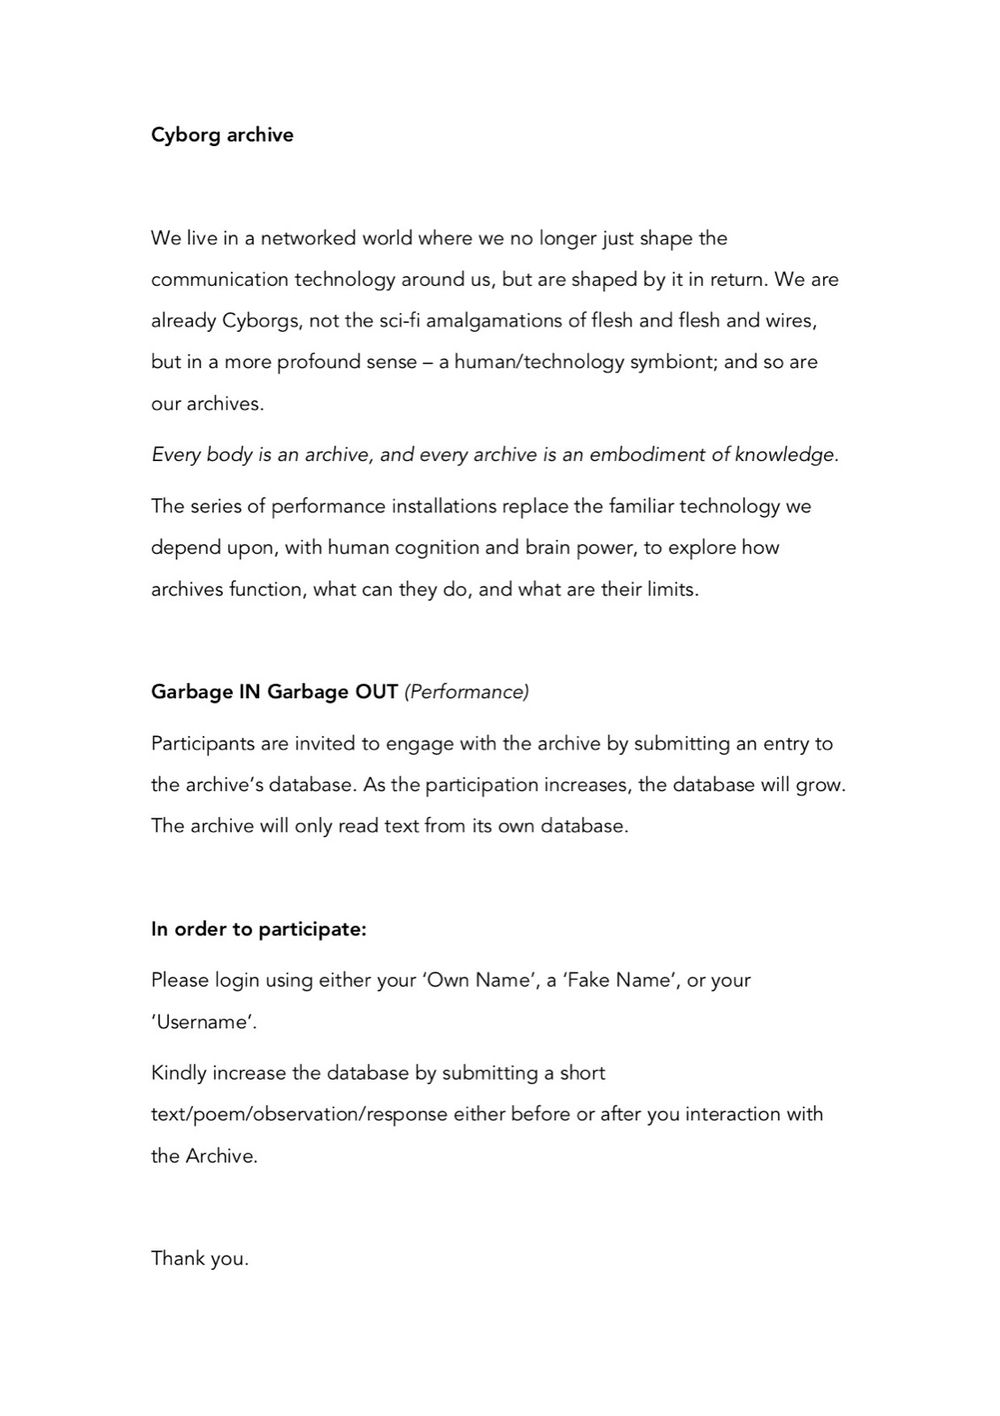 Cyborg archive
We live in a networked world where we no longer just shape the
communication technology around us, but are shaped by it in return. We are
already Cyborgs, not the sci-fi amalgamations of flesh and flesh and wires,
but in a more profound sense – a human/technology symbiont; and so are
our archives.
Every body is an archive, and every archive is an embodiment of knowledge.
The series of performance installations replace the familiar technology we
depend upon, with human cognition and brain power, to explore how
archives function, what can they do, and what are their limits.
Garbage IN Garbage OUT (Performance)
Participants are invited to engage with the archive by submitting an entry to
the archive’s database. As the participation increases, the database will grow.
The archive will only read text from its own database.
In order to participate:
Please login using either your ‘Own Name’, a ‘Fake Name’, or your
’Username’.
Kindly increase the database by submitting a short
text/poem/observation/response either before or after you interaction with
the Archive.
Thank you.